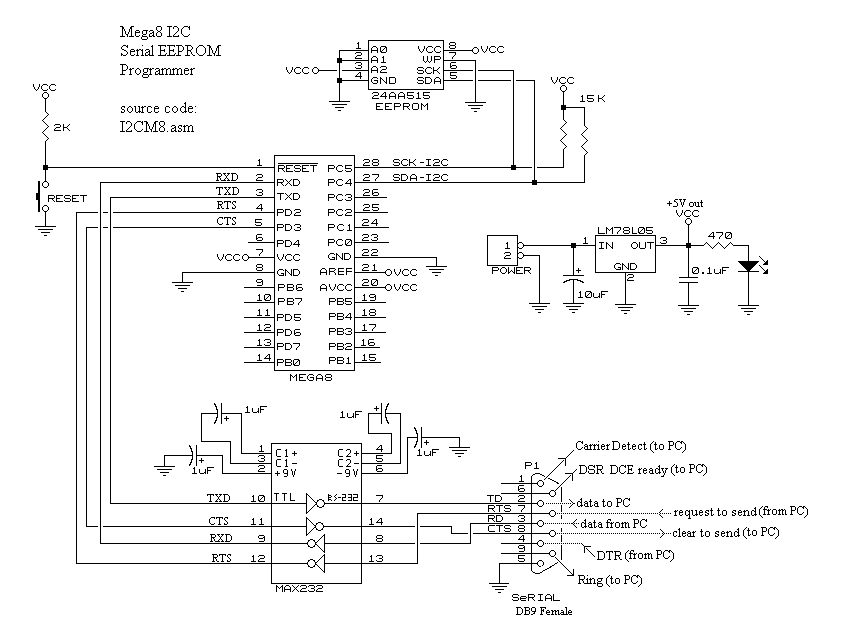 Mega8 I2C
Serial EEPROM
Programmer
source code:
I2CM8.asm
VCC
2K
RESET
1 A0 VCC 8 VCC
2 A1 WP 7
VCC 3 A2 SCK 6
4 GND SDA 5
24AA515
EEPROM
VCC
15K
1 RESET PC5 28 SCK-I2C
RXD 2 RXD PC4 27 SDA-I2C
TXD 3 TXD PC3 26
RTS 4 PD2 PC2 25
CTS 5 PD3 PC1 24
6 PD4 PC0 23
VCC 7 VCC GND 22
8 GND AREF 21 VCC
9 PB6 AVCC 20 VCC
10 PB7 PB5 19
11 PD5 PB4 18
12 PD6 PB3 17
13 PD7 PB2 16
14 PB0 PB1 15
MEGA8
+5V out
VCC
LM78L05
1 IN OUT 3
GND
2
470
1
2
POWER
+
10uF
0.1uF
+ 1uF
1uF +
+ 1uF
+ 1uF
1 C1+ C2+ 4
3 C1- C2- 5
2 +9V -9V 6
TXD 10 TTL RS-232 7
CTS 11 14
RXD 9 8
RTS 12 13
MAX232
P1
1 Carrier Detect (to PC)
6 DSR DCE ready (to PC)
TD 2 data to PC
RTS 7 request to send (from PC)
RD 3 data from PC
CTS 8 clear to send (to PC)
4 DTR (from PC)
9 Ring (to PC)
5
SeRIAL
DB9 Female